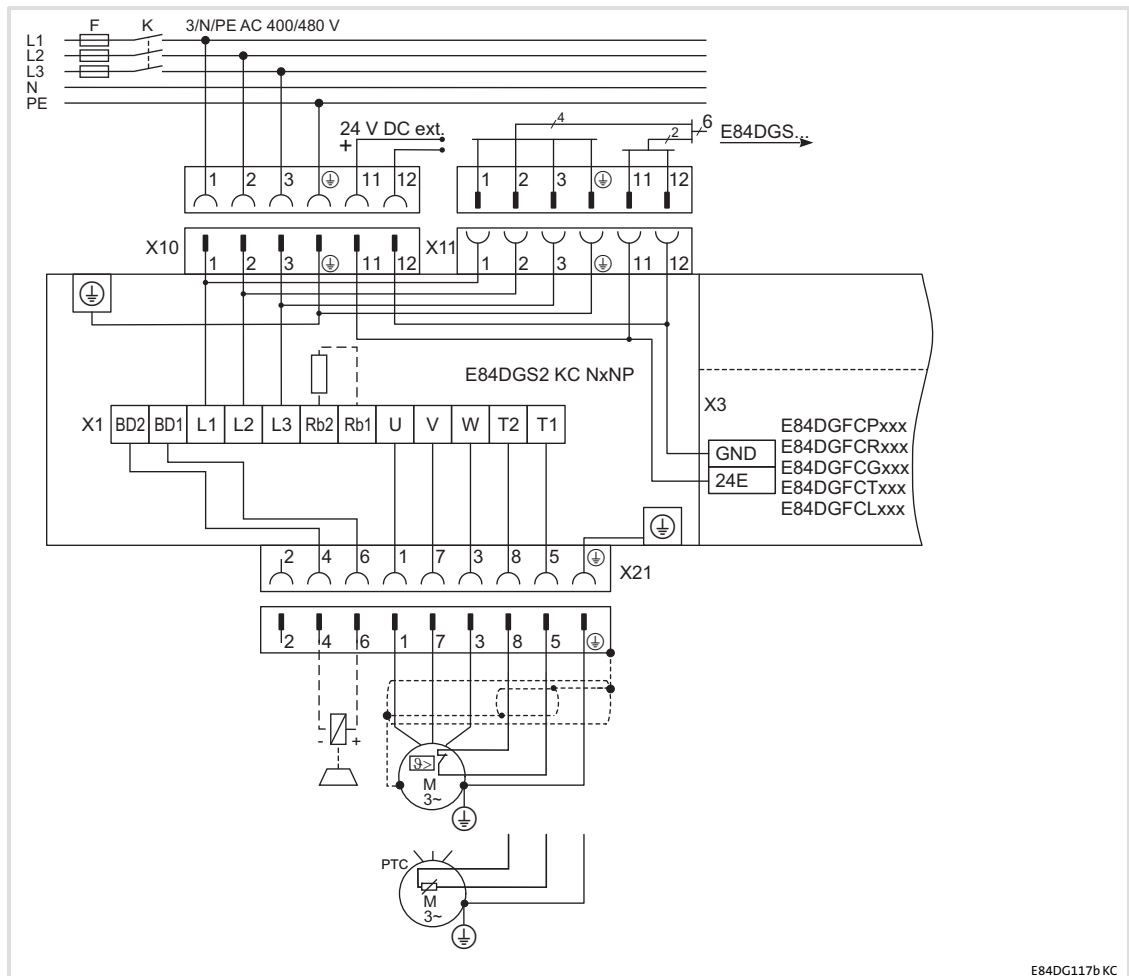 F K 3/N/PE AC 400/480 V
L1
L2
L3
N
PE
24 V DC ext.
+
4
2
6
E84DGS...
1 2 3 11 12
1 2 3 11 12
X10
X11
1 2 3 11 12
1 2 3 11 12
E84DGS2 KC NxNP
X1 BD2 BD1 L1 L2 L3 Rb2 Rb1 U V W T2 T1
X3
GND
24E
E84DGFCPxxx
E84DGFCRxxx
E84DGFCGxxx
E84DGFCTxxx
E84DGFCLxxx
2 4 6 1 7 3 8 5
X21
2 4 6 1 7 3 8 5
- +
ϑ>
M
3~
PTC
M
3~
E84DG117b KC